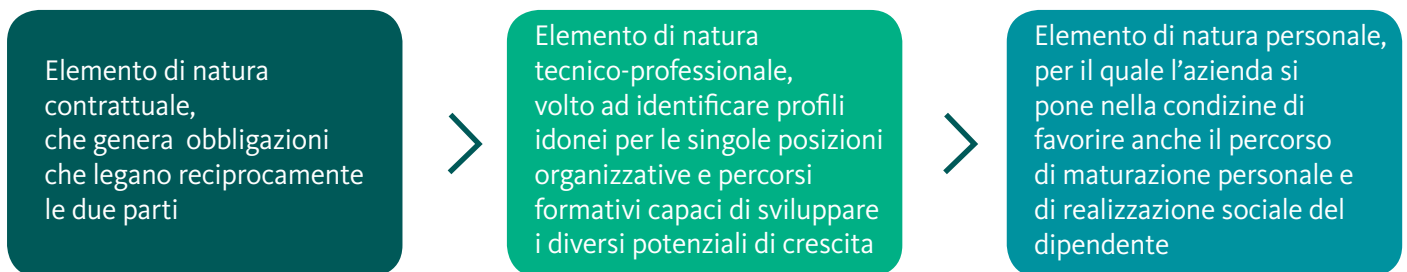 Elemento di natura
contrattuale,
che genera obbligazioni
che legano reciprocamente
le due parti
Elemento di natura
tecnico-professionale,
volto ad identificare profili
idonei per le singole posizioni
organizzative e percorsi
formativi capaci di sviluppare
i diversi potenziali di crescita
Elemento di natura personale,
per il quale l’azienda si
pone nella condizine di
favorire anche il percorso
di maturazione personale e
di realizzazione sociale del
dipendente